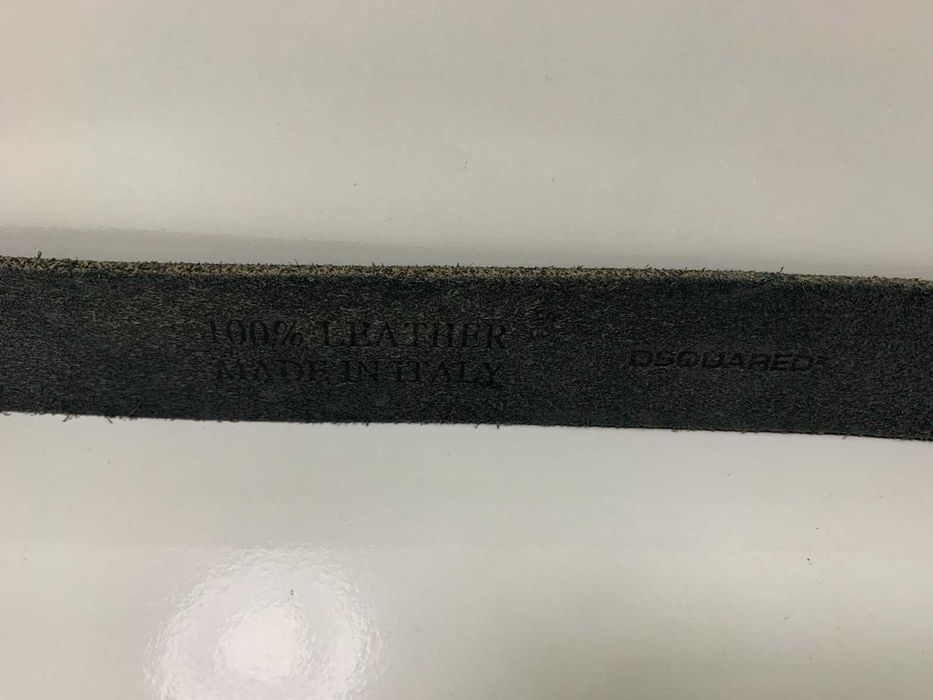 100% LEATHER
MADE IN ITALY
DSQUARED²